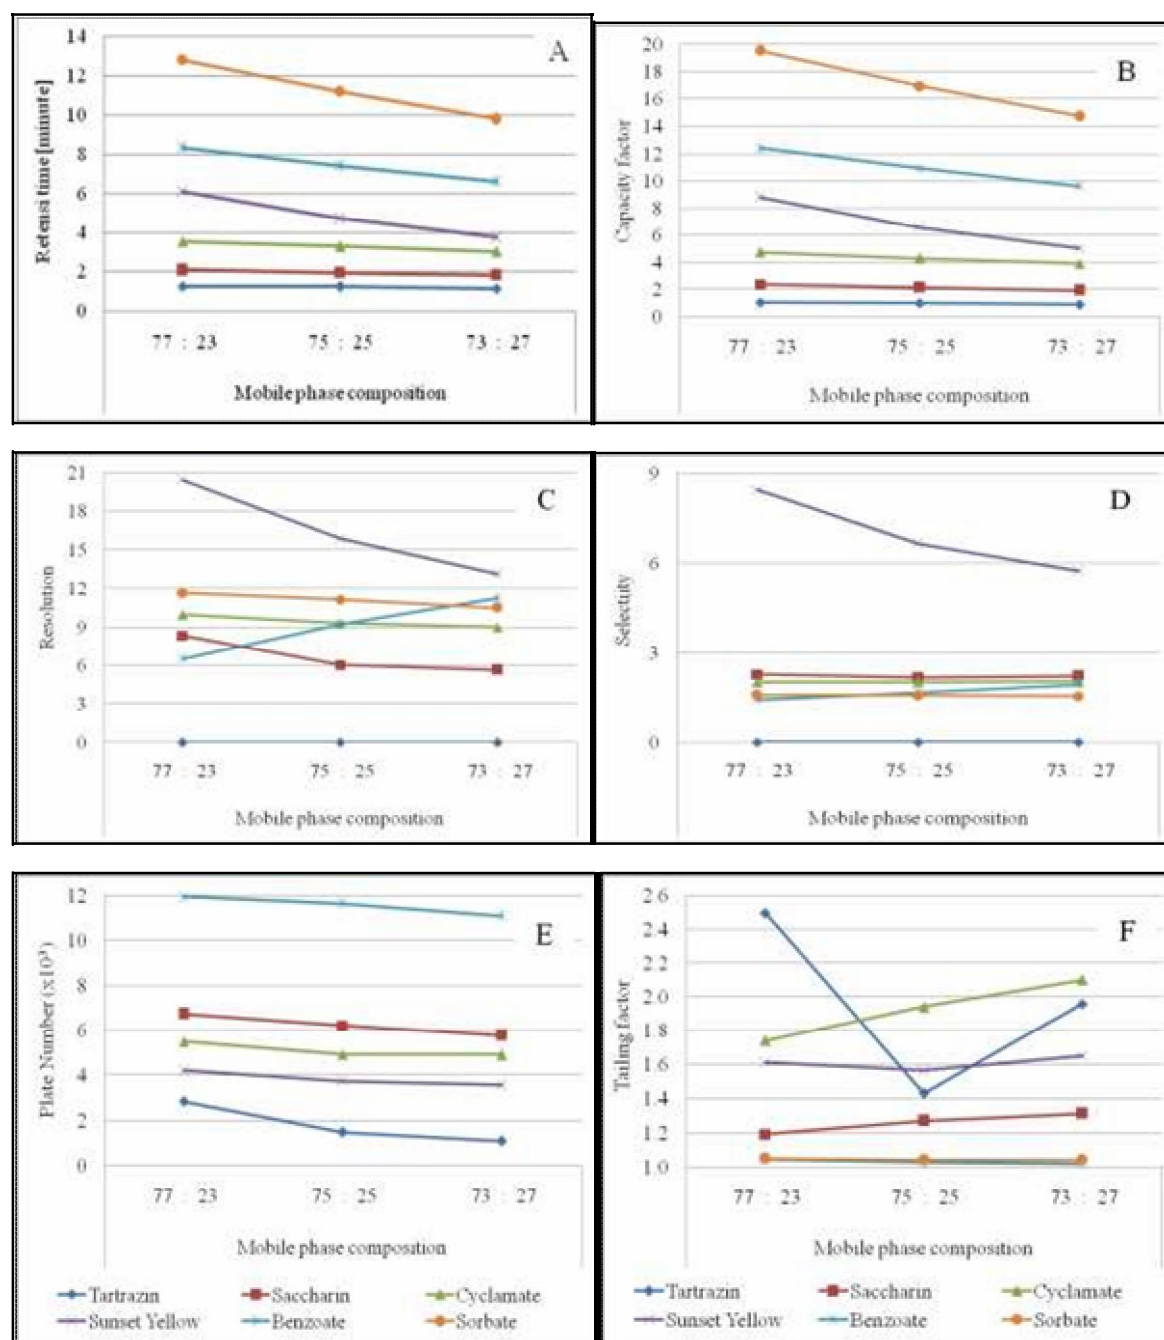 A
Retensi time [minute]
14
12
10
8
6
4
2
0
77 : 23 75 : 25 73 : 27
Mobile phase composition
B
Capacity factor
20
18
16
14
12
10
8
6
4
2
0
77 : 23 75 : 25 73 : 27
Mobile phase composition
C
Resolution
21
18
15
12
9
6
3
0
77 : 23 75 : 25 73 : 27
Mobile phase composition
D
9
6
3
0
77 : 23 75 : 25 73 : 27
Mobile phase composition
E
Plate Number (x10³)
12
10
8
6
4
2
0
77 : 23 75 : 25 73 : 27
Mobile phase composition
Tartrazin Saccharin Cyclamate
Sunset Yellow Benzoate Sorbate
F
Tailing factor
2.6
2.4
2.2
2.0
1.8
1.6
1.4
1.2
1.0
77 : 23 75 : 25 73 : 27
Mobile phase composition
Tartrazin Saccharin Cyclamate
Sunset Yellow Benzoate Sorbate